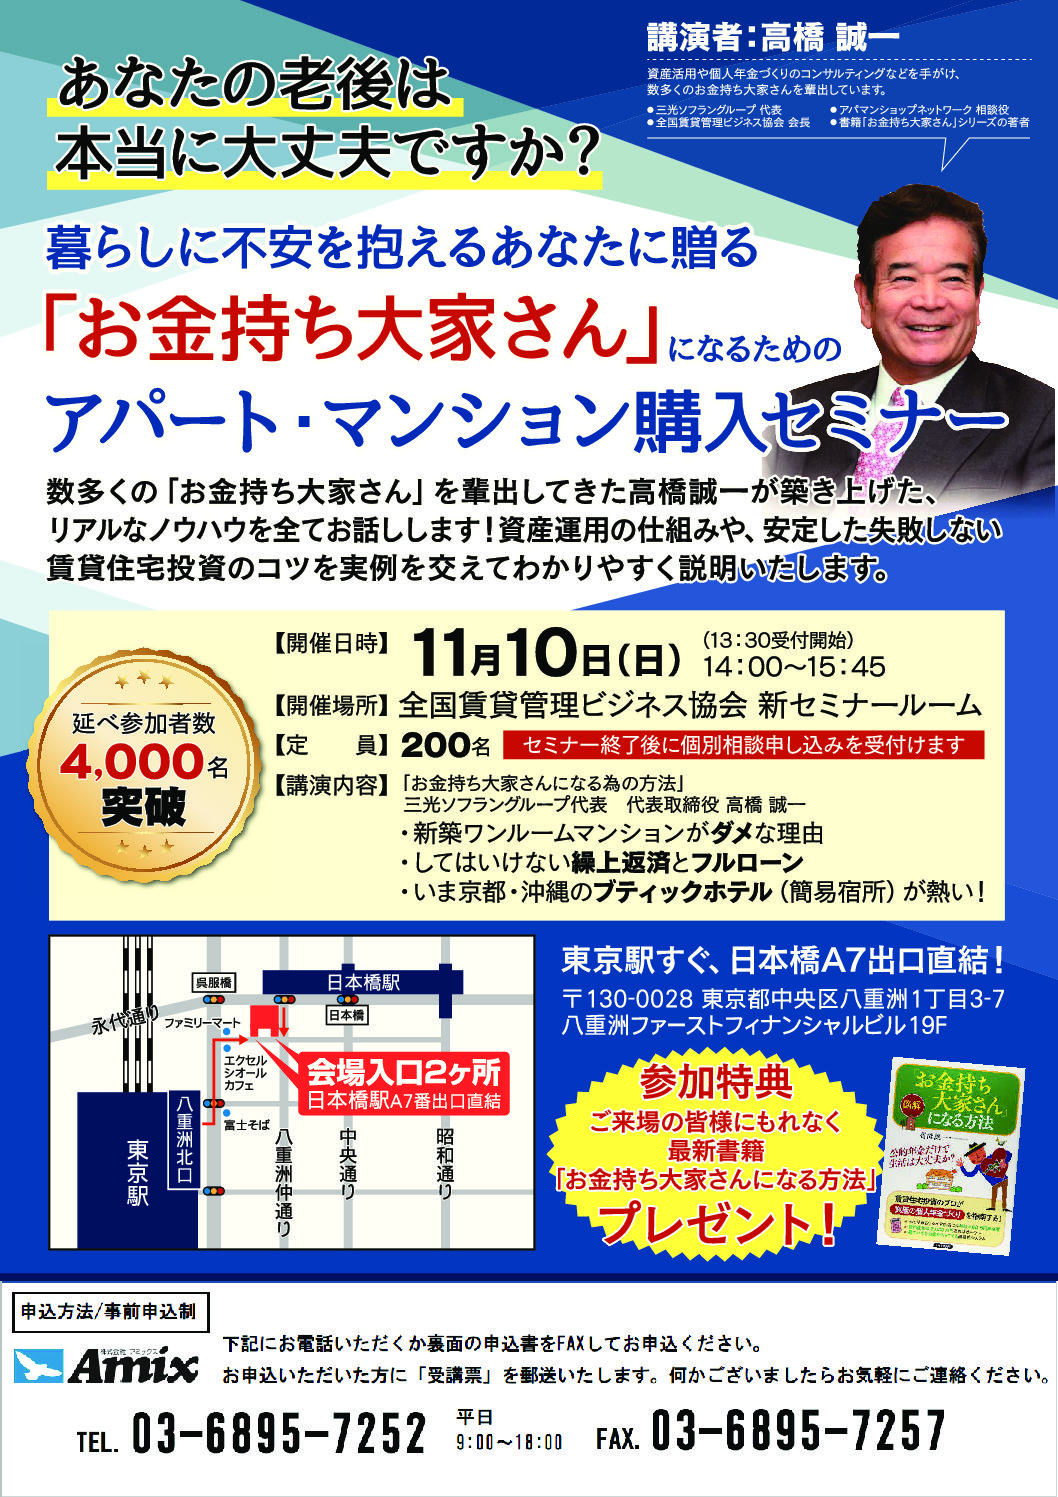 講演者：高橋 誠一
資産活用や個人年金づくりのコンサルティングなどを手がけ、
数多くのお金持ち大家さんを輩出しています。
●三光ソフラングループ 代表 ●アパマンショップネットワーク 相談役
●全国賃貸管理ビジネス協会 会長 ●書籍「お金持ち大家さん」シリーズの著者
あなたの老後は
本当に大丈夫ですか？
暮らしに不安を抱えるあなたに贈る
「お金持ち大家さん」になるための
アパート・マンション購入セミナー
数多くの「お金持ち大家さん」を輩出してきた高橋誠一が築き上げた、
リアルなノウハウを全てお話しします！資産運用の仕組みや、安定した失敗しない
賃貸住宅投資のコツを実例を交えてわかりやすく説明いたします。
延べ参加者数
4,000名
突破
【開催日時】 11月10日（日） （13：30受付開始）
14：00～15：45
【開催場所】 全国賃貸管理ビジネス協会 新セミナールーム
【定　員】 200名 セミナー終了後に個別相談申し込みを受付けます
【講演内容】 「お金持ち大家さんになる為の方法」
三光ソフラングループ代表　代表取締役 高橋 誠一
・新築ワンルームマンションがダメな理由
・してはいけない繰上返済とフルローン
・いま京都・沖縄のブティックホテル（簡易宿所）が熱い！
呉服橋
日本橋駅
日本橋
永代通り
ファミリーマート
エクセル
シオール
カフェ
会場入口2ヶ所
日本橋駅A7番出口直結
富士そば
八重洲北口
東京駅
八重洲仲通り
中央通り
昭和通り
東京駅すぐ、日本橋A7出口直結！
〒130-0028 東京都中央区八重洲1丁目3-7
八重洲ファーストフィナンシャルビル19F
参加特典
ご来場の皆様にもれなく
最新書籍
「お金持ち大家さんになる方法」
プレゼント！
「お金持ち
大家さん」
図解
になる方法
公的年金だけで
生活は大丈夫か？
申込方法/事前申込制
株式会社 アミックス
Amix
下記にお電話いただくか裏面の申込書をFAXしてお申込ください。
お申込いただいた方に「受講票」を郵送いたします。何かございましたらお気軽にご連絡ください。
TEL. 03-6895-7252 平日
9:00～18:00
FAX. 03-6895-7257